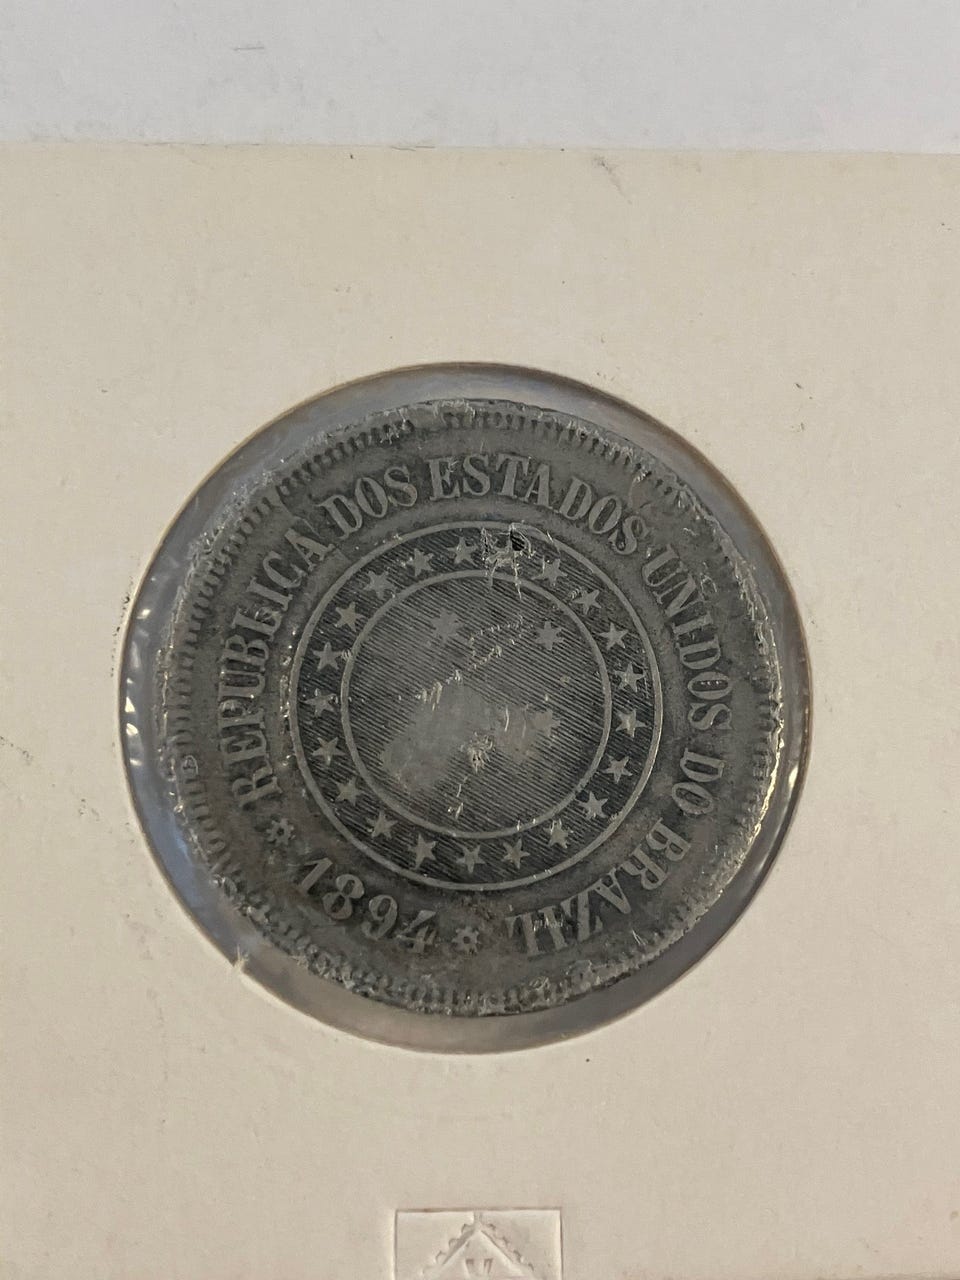 REPUBLICA DOS ESTADOS UNIDOS DO BRAZIL
1894